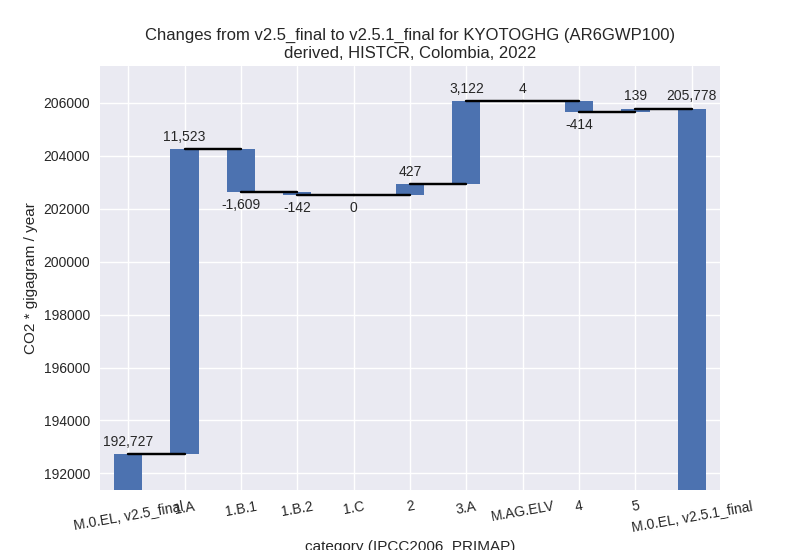 Changes from v2.5_final to v2.5.1_final for KYOTOGHG (AR6GWP100)
derived, HISTCR, Colombia, 2022
206000
204000
202000
200000
198000
196000
194000
192000
CO2 * gigagram / year
192,727
11,523
-1,609
-142
0
427
3,122
4
-414
139
205,778
M.0.EL, v2.5_final
1.A
1.B.1
1.B.2
1.C
2
3.A
M.AG.ELV
4
5
M.0.EL, v2.5.1_final
category (IPCC2006_PRIMAP)